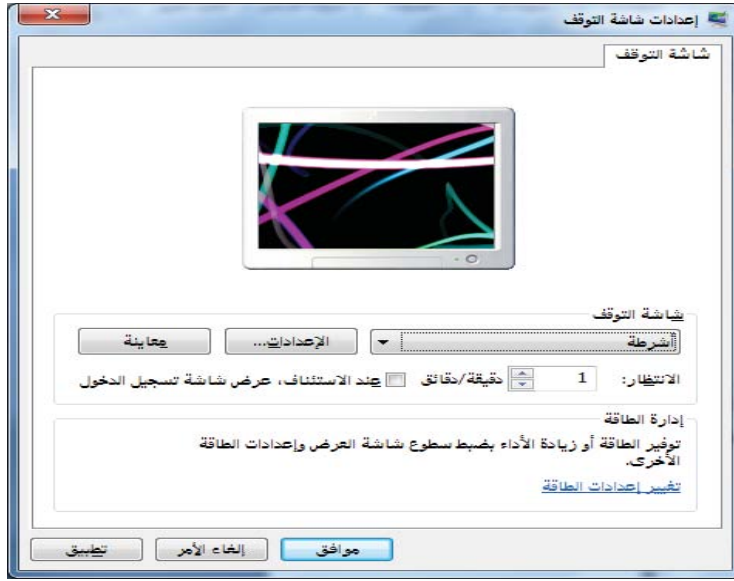 إعدادات شاشة التوقف
شاشة التوقف
شاشة التوقف
أشرطة
الإعدادات...
معاينة
الانتظار: 1 دقيقة/دقائق عند الاستئناف، عرض شاشة تسجيل الدخول
إدارة الطاقة
توفير الطاقة أو زيادة الأداء بضبط سطوع شاشة العرض وإعدادات الطاقة
الأخرى.
تغيير إعدادات الطاقة
موافق
إلغاء الأمر
تطبيق